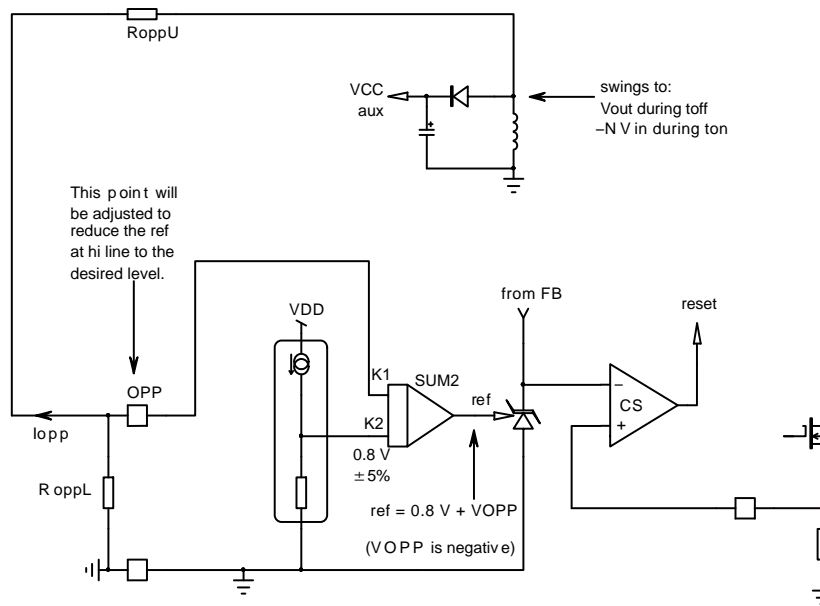 RoppU
VCC
aux
swings to:
Vout during toff
–N V in during ton
This point will
be adjusted to
reduce the ref
at hi line to the
desired level.
from FB
reset
VDD
OPP
K1
SUM2
ref
–
CS
+
K2
Iopp
0.8 V
±5%
RoppL
ref = 0.8 V + VOPP
(VOPP is negative)
+